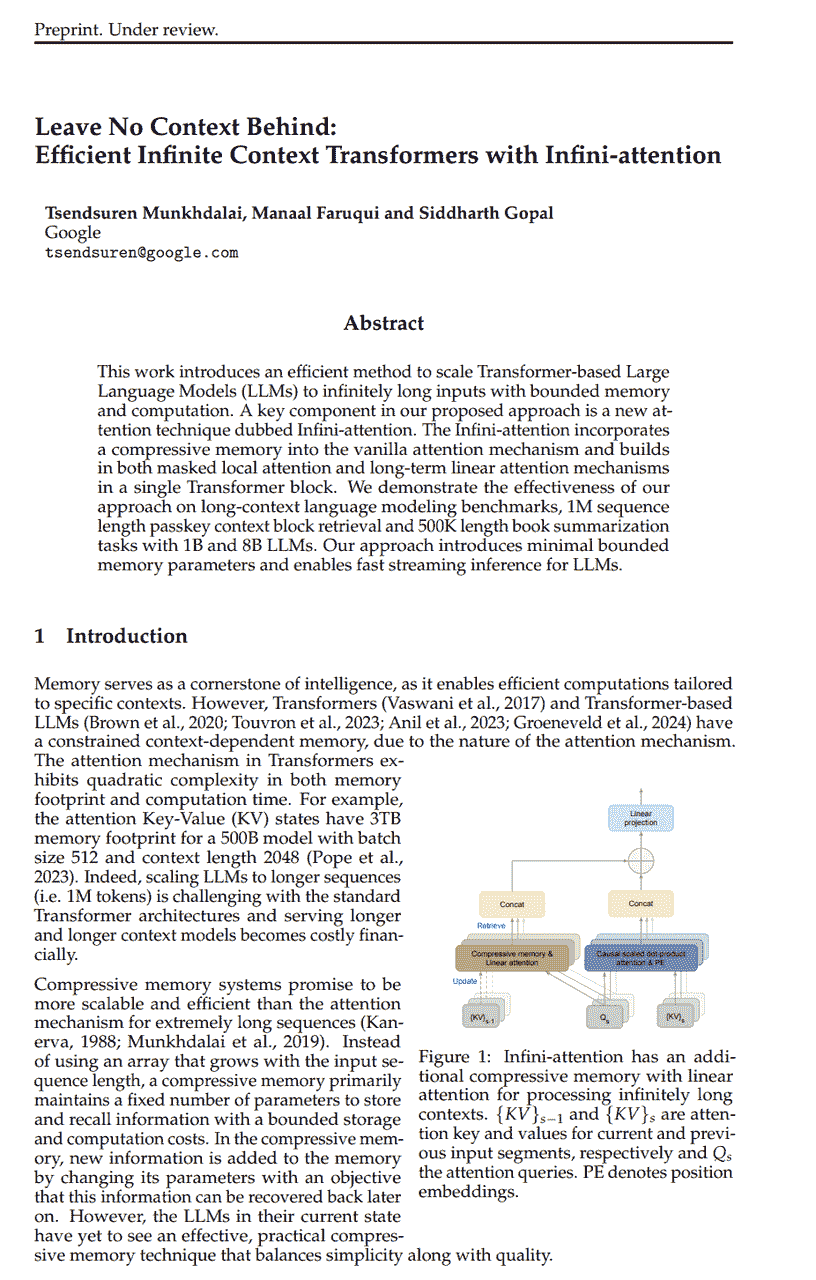 Preprint. Under review.
Leave No Context Behind:
Efficient Infinite Context Transformers with Infini-attention
Tsendsuren Munkhdalai, Manaal Faruqui and Siddharth Gopal
Google
tsendsuren@google.com
Abstract
This work introduces an efficient method to scale Transformer-based Large
Language Models (LLMs) to infinitely long inputs with bounded memory
and computation. A key component in our proposed approach is a new at-
tention technique dubbed Infini-attention. The Infini-attention incorporates
a compressive memory into the vanilla attention mechanism and builds
in both masked local attention and long-term linear attention mechanisms
in a single Transformer block. We demonstrate the effectiveness of our
approach on long-context language modeling benchmarks, 1M sequence
length passkey context block retrieval and 500K length book summarization
tasks with 1B and 8B LLMs. Our approach introduces minimal bounded
memory parameters and enables fast streaming inference for LLMs.
1 Introduction
Memory serves as a cornerstone of intelligence, as it enables efficient computations tailored
to specific contexts. However, Transformers (Vaswani et al., 2017) and Transformer-based
LLMs (Brown et al., 2020; Touvron et al., 2023; Anil et al., 2023; Groeneveld et al., 2024) have
a constrained context-dependent memory, due to the nature of the attention mechanism.
The attention mechanism in Transformers ex-
hibits quadratic complexity in both memory
footprint and computation time. For example,
the attention Key-Value (KV) states have 3TB
memory footprint for a 500B model with batch
size 512 and context length 2048 (Pope et al.,
2023). Indeed, scaling LLMs to longer sequences
(i.e. 1M tokens) is challenging with the standard
Transformer architectures and serving longer
and longer context models becomes costly finan-
cially.
Compressive memory systems promise to be
more scalable and efficient than the attention
mechanism for extremely long sequences (Kan-
erva, 1988; Munkhdalai et al., 2019). Instead
of using an array that grows with the input se-
quence length, a compressive memory primarily
maintains a fixed number of parameters to store
and recall information with a bounded storage
and computation costs. In the compressive mem-
ory, new information is added to the memory
by changing its parameters with an objective
that this information can be recovered back later
on. However, the LLMs in their current state
have yet to see an effective, practical compres-
sive memory technique that balances simplicity along with quality.
Linear
projection
Concat
Concat
Retrieve
Compressive memory &
Linear attention
Causal scaled dot-product
attention & PE
Update
{KV}s-1
Qs
{KV}s
Figure 1: Infini-attention has an addi-
tional compressive memory with linear
attention for processing infinitely long
contexts. {KV}s−1 and {KV}s are atten-
tion key and values for current and previ-
ous input segments, respectively and Qs
the attention queries. PE denotes position
embeddings.